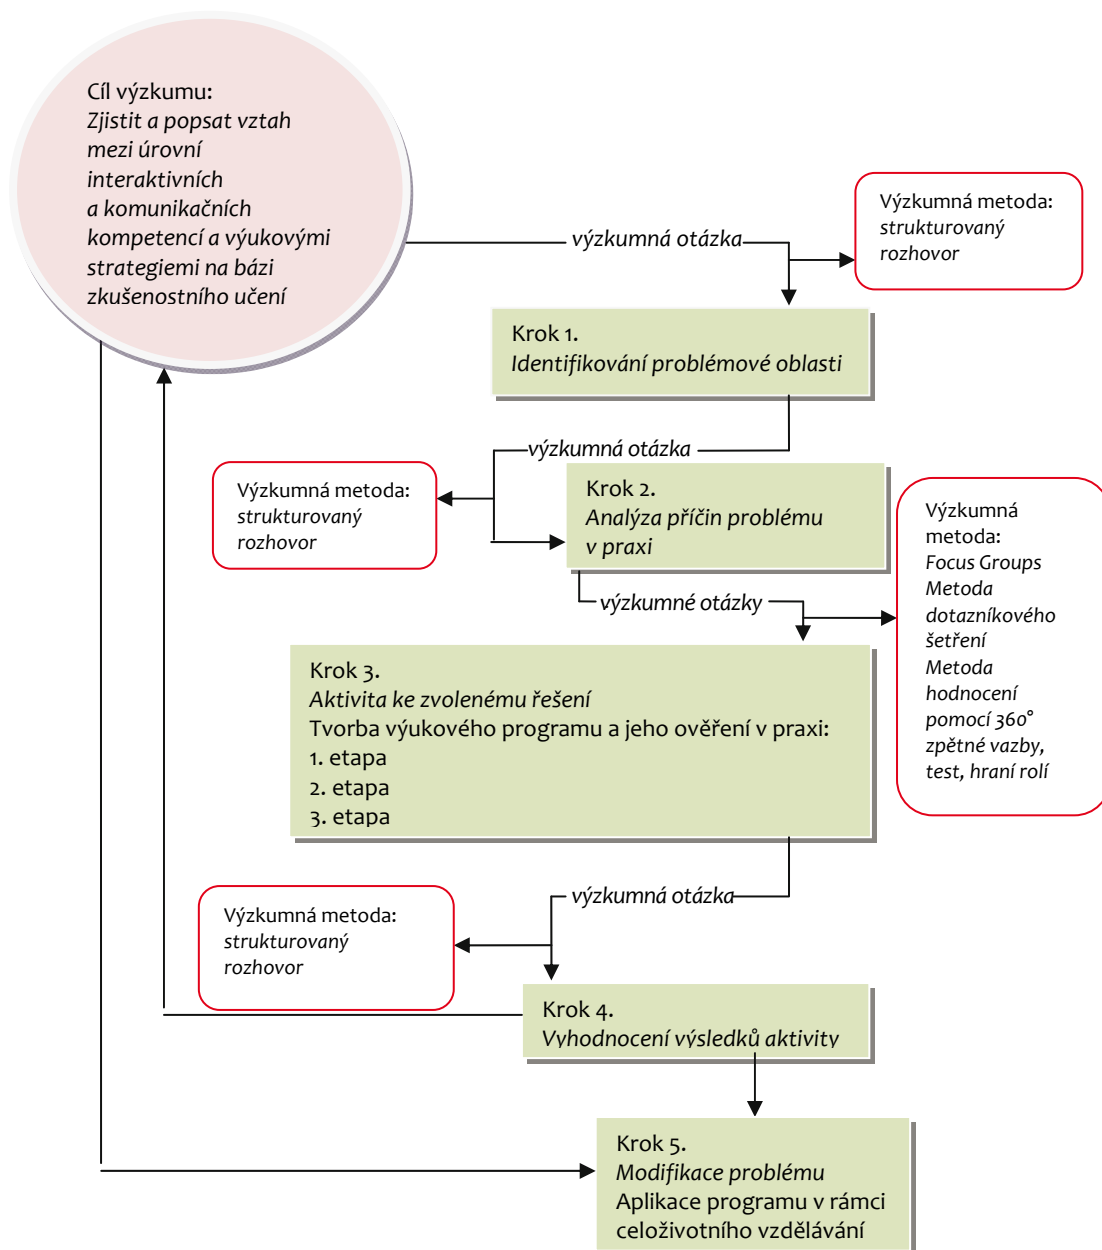 Cíl výzkumu:
Zjistit a popsat vztah
mezi úrovní
interaktivních
a komunikačních
kompetencí a výukovými
strategiemi na bázi
zkušenostního učení
výzkumná otázka
Výzkumná metoda:
strukturovaný
rozhovor
Krok 1.
Identifikování problémové oblasti
výzkumná otázka
Výzkumná metoda:
strukturovaný
rozhovor
Krok 2.
Analýza příčin problému
v praxi
Výzkumná
metoda:
Focus Groups
Metoda
dotazníkového
šetření
Metoda
hodnocení
pomocí 360°
zpětné vazby,
test, hraní rolí
výzkumné otázky
Krok 3.
Aktivita ke zvolenému řešení
Tvorba výukového programu a jeho ověření v praxi:
1. etapa
2. etapa
3. etapa
výzkumná otázka
Výzkumná metoda:
strukturovaný
rozhovor
Krok 4.
Vyhodnocení výsledků aktivity
Krok 5.
Modifikace problému
Aplikace programu v rámci
celoživotního vzdělávání